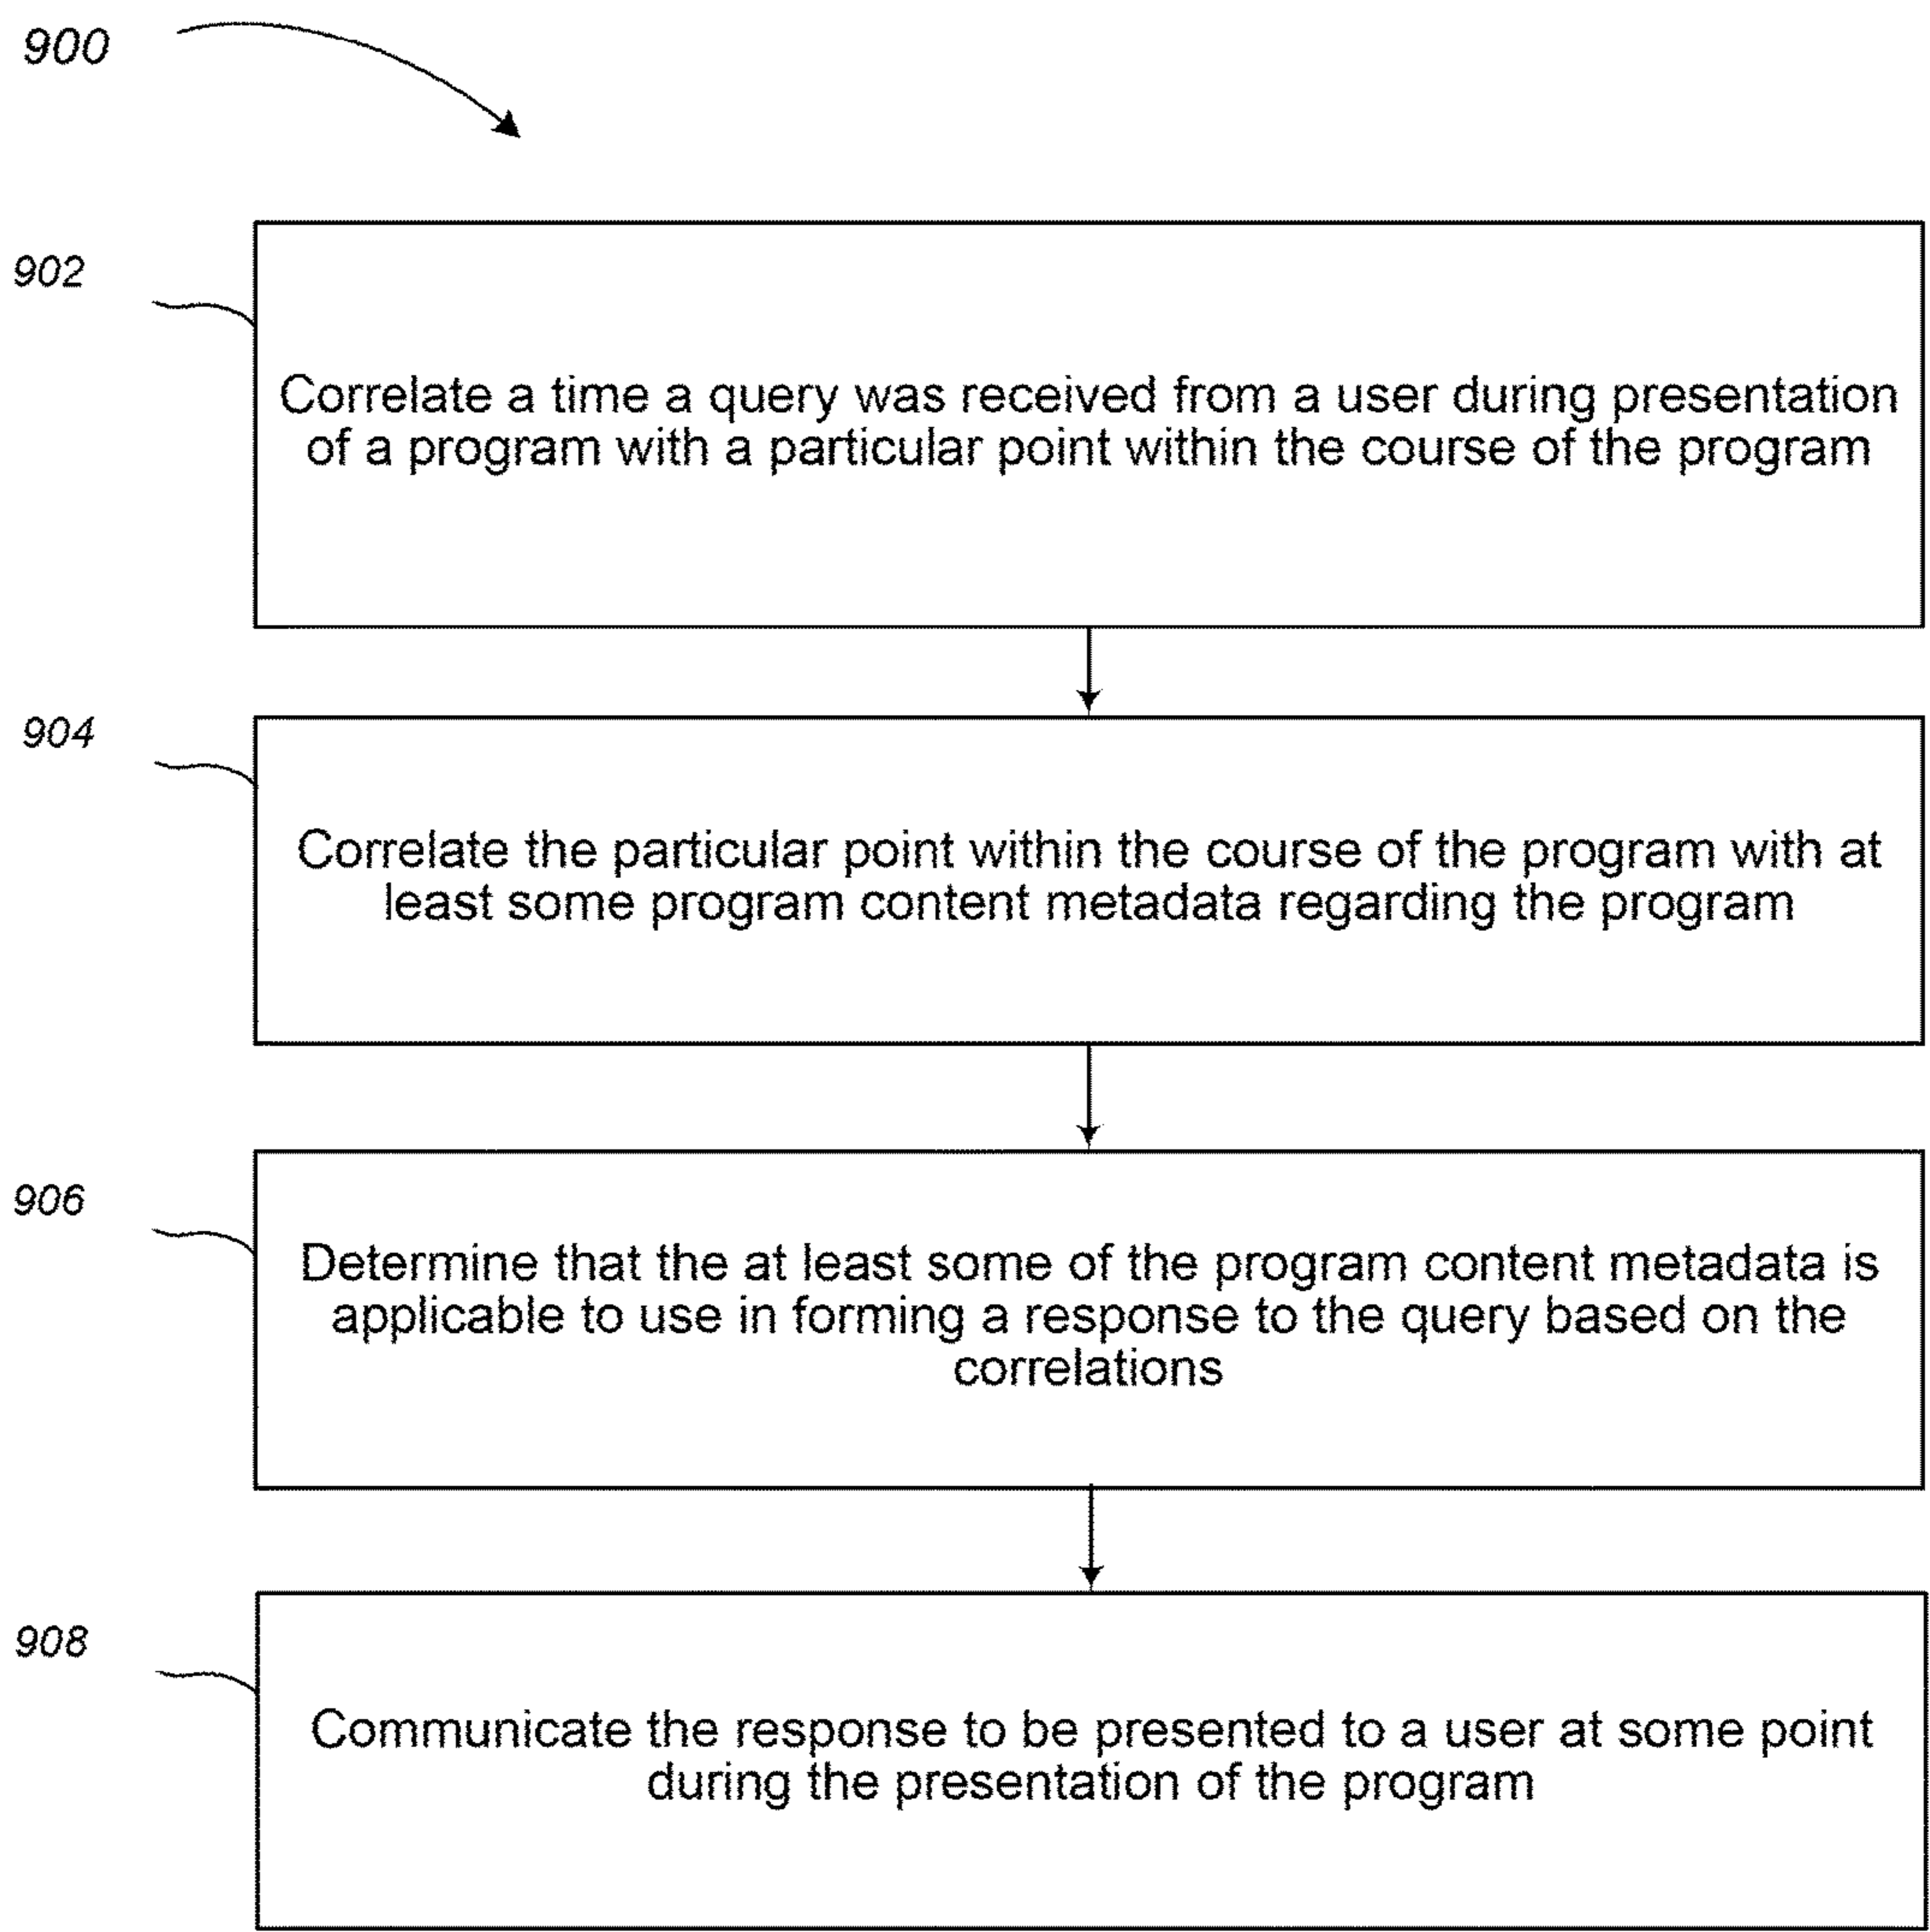 900
902
Correlate a time a query was received from a user during presentation
of a program with a particular point within the course of the program
904
Correlate the particular point within the course of the program with at
least some program content metadata regarding the program
906
Determine that the at least some of the program content metadata is
applicable to use in forming a response to the query based on the
correlations
908
Communicate the response to be presented to a user at some point
during the presentation of the program